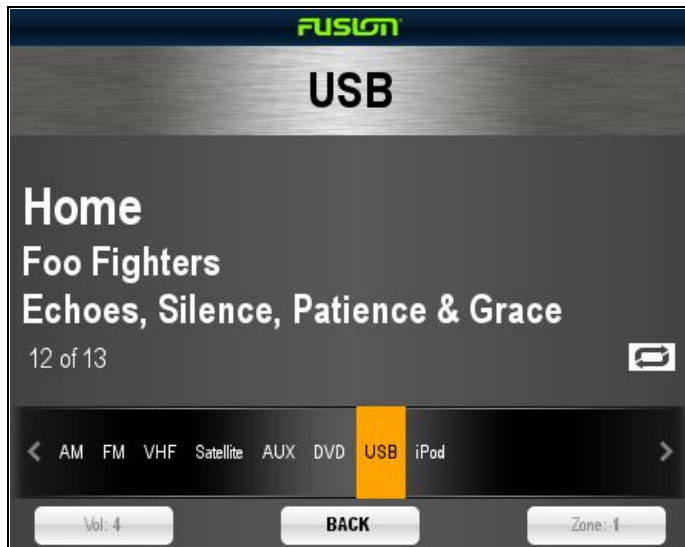 FUSION
USB
Home
Foo Fighters
Echoes, Silence, Patience & Grace
12 of 13
AM FM VHF Satellite AUX DVD USB iPod
Vol: 4 BACK Zone: 1